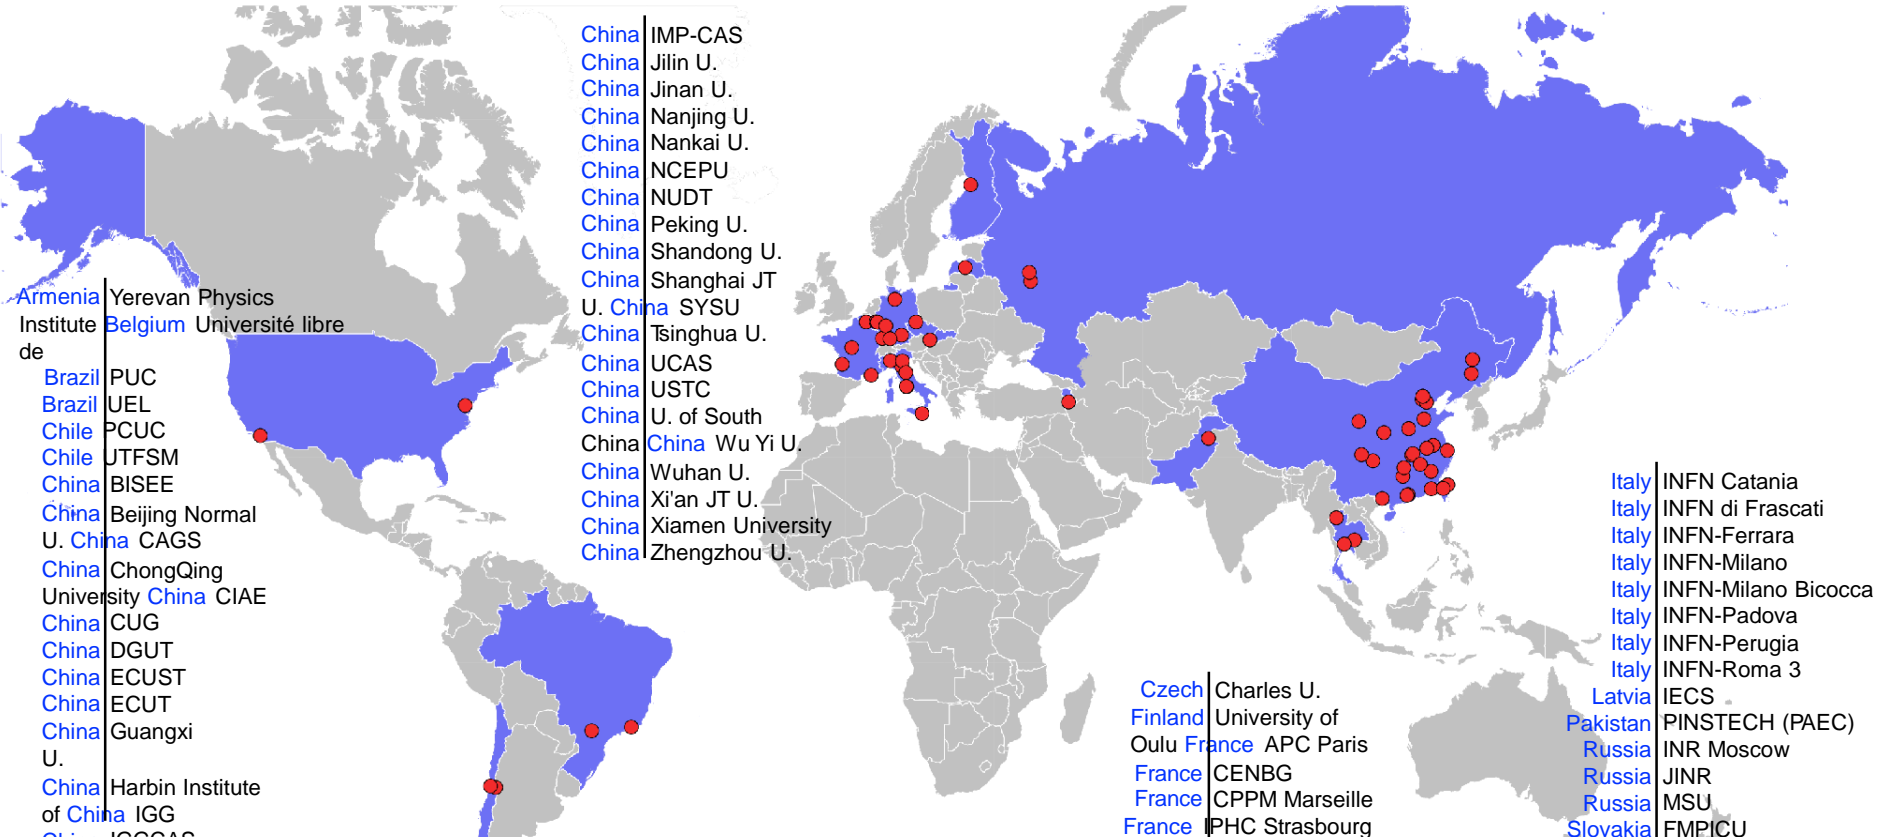 Armenia Yerevan Physics
Institute Belgium Université libre
de
Brazil PUC
Brazil UEL
Chile PCUC
Chile UTFSM
China BISEE
China Beijing Normal
U. China CAGS
China ChongQing
University China CIAE
China CUG
China DGUT
China ECUST
China ECUT
China Guangxi
U.
China Harbin Institute
of China IGG
China IGGCAS
China IMP-CAS
China Jilin U.
China Jinan U.
China Nanjing U.
China Nankai U.
China NCEPU
China NUDT
China Peking U.
China Shandong U.
China Shanghai JT
U. China SYSU
China Tsinghua U.
China UCAS
China USTC
China U. of South
China China Wu Yi U.
China Wuhan U.
China Xi'an JT U.
China Xiamen University
China Zhengzhou U.
Czech Charles U.
Finland University of
Oulu France APC Paris
France CENBG
France CPPM Marseille
France IPHC Strasbourg
Italy INFN Catania
Italy INFN di Frascati
Italy INFN-Ferrara
Italy INFN-Milano
Italy INFN-Milano Bicocca
Italy INFN-Padova
Italy INFN-Perugia
Italy INFN-Roma 3
Latvia IECS
Pakistan PINSTECH (PAEC)
Russia INR Moscow
Russia JINR
Russia MSU
Slovakia FMPICU